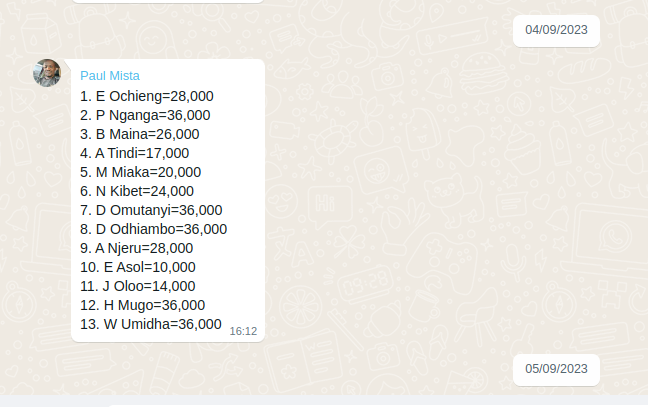 04/09/2023
Paul Mista
1. E Ochieng=28,000
2. P Nganga=36,000
3. B Maina=26,000
4. A Tindi=17,000
5. M Miaka=20,000
6. N Kibet=24,000
7. D Omutanyi=36,000
8. D Odhiambo=36,000
9. A Njeru=28,000
10. E Asol=10,000
11. J Oloo=14,000
12. H Mugo=36,000
13. W Umidha=36,000
16:12
05/09/2023